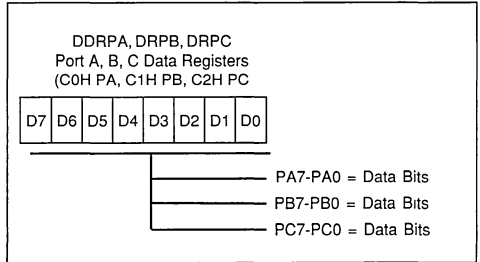 DDRPA, DRPB, DRPC
Port A, B, C Data Registers
(C0H PA, C1H PB, C2H PC
D7 D6 D5 D4 D3 D2 D1 D0
PA7-PA0 = Data Bits
PB7-PB0 = Data Bits
PC7-PC0 = Data Bits